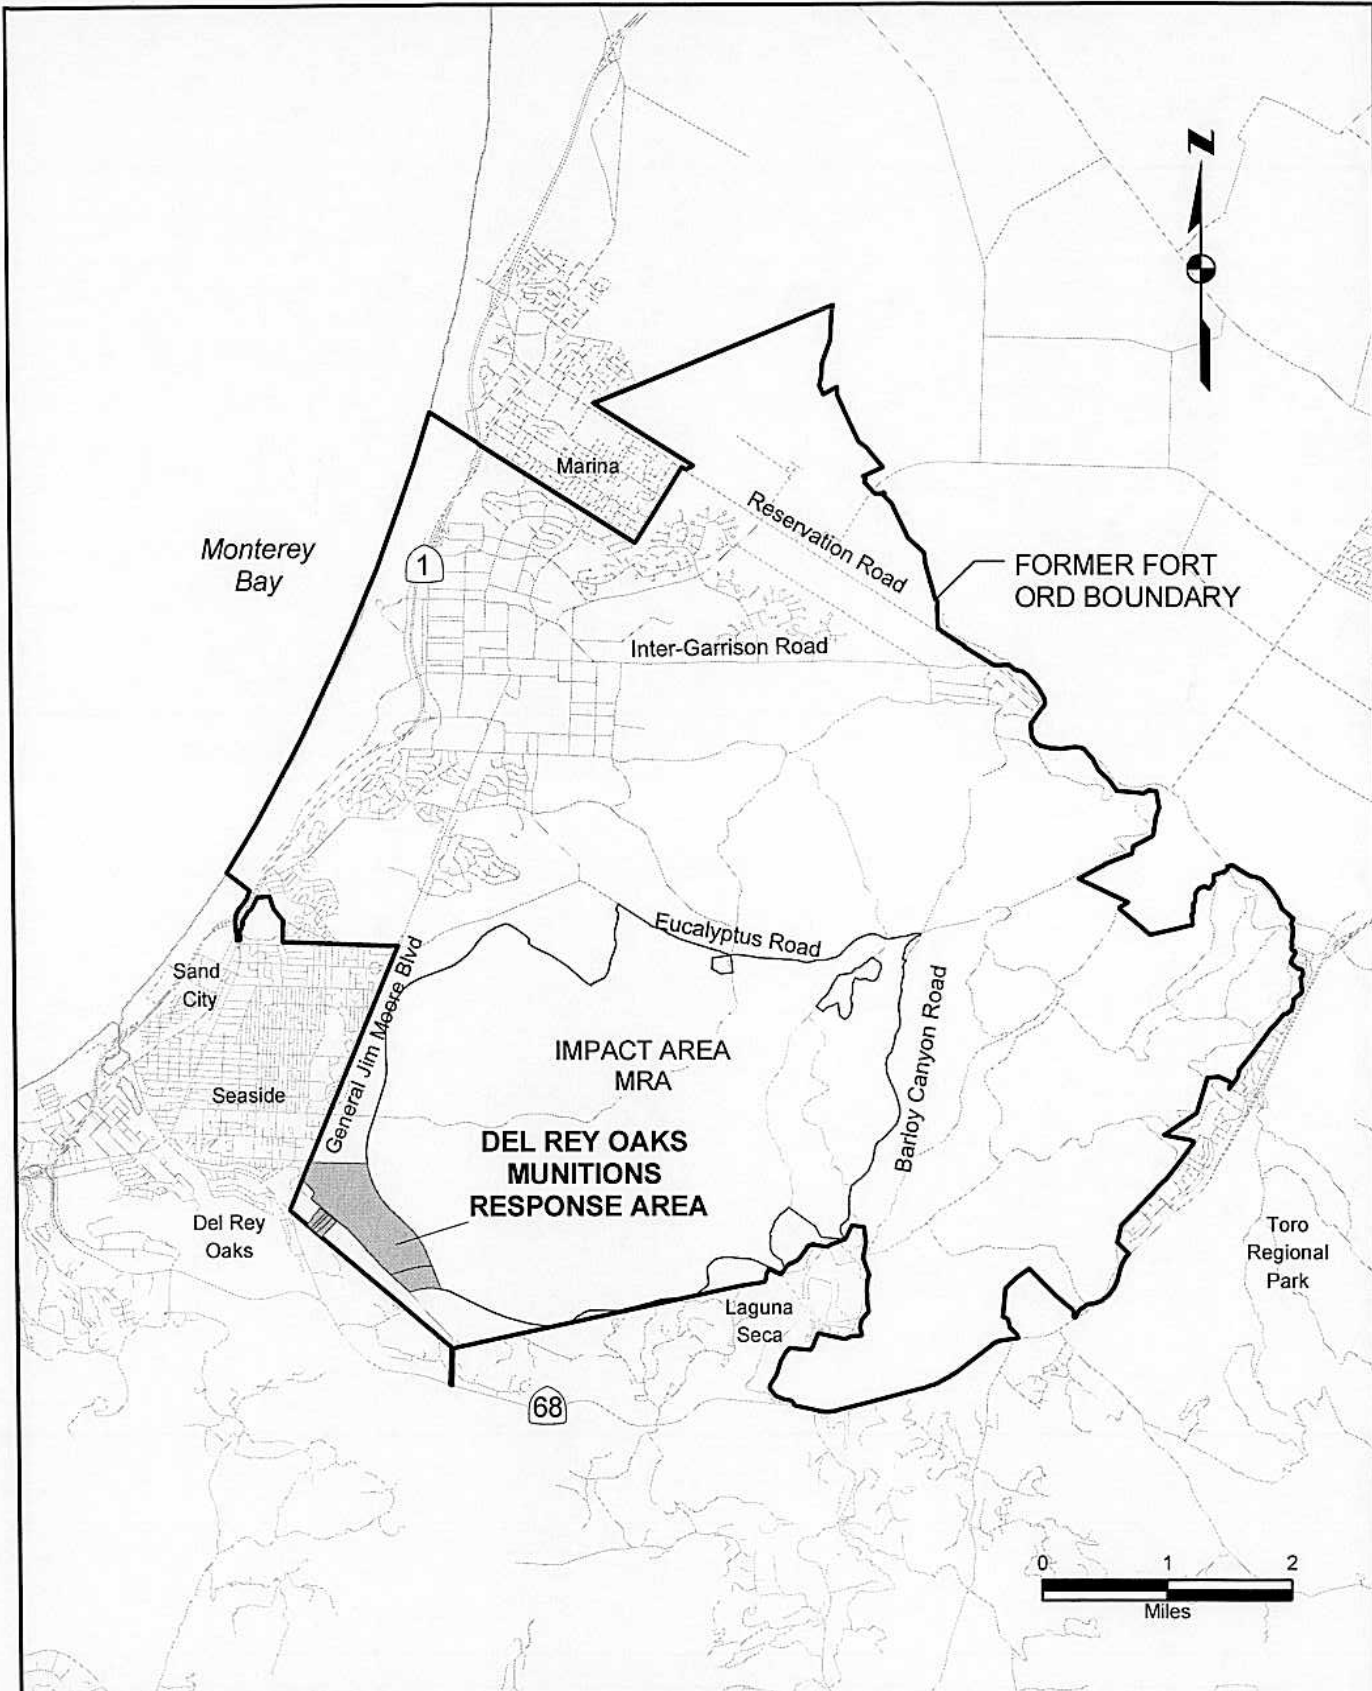 N
Marina
Reservation Road
Monterey
Bay
1
FORMER FORT
ORD BOUNDARY
Inter-Garrison Road
Eucalyptus Road
Sand
City
General Jim Moore Blvd
IMPACT AREA
MRA
Barloy Canyon Road
Seaside
DEL REY OAKS
MUNITIONS
RESPONSE AREA
Del Rey
Oaks
Toro
Regional
Park
Laguna
Seca
68
0 1 2
Miles